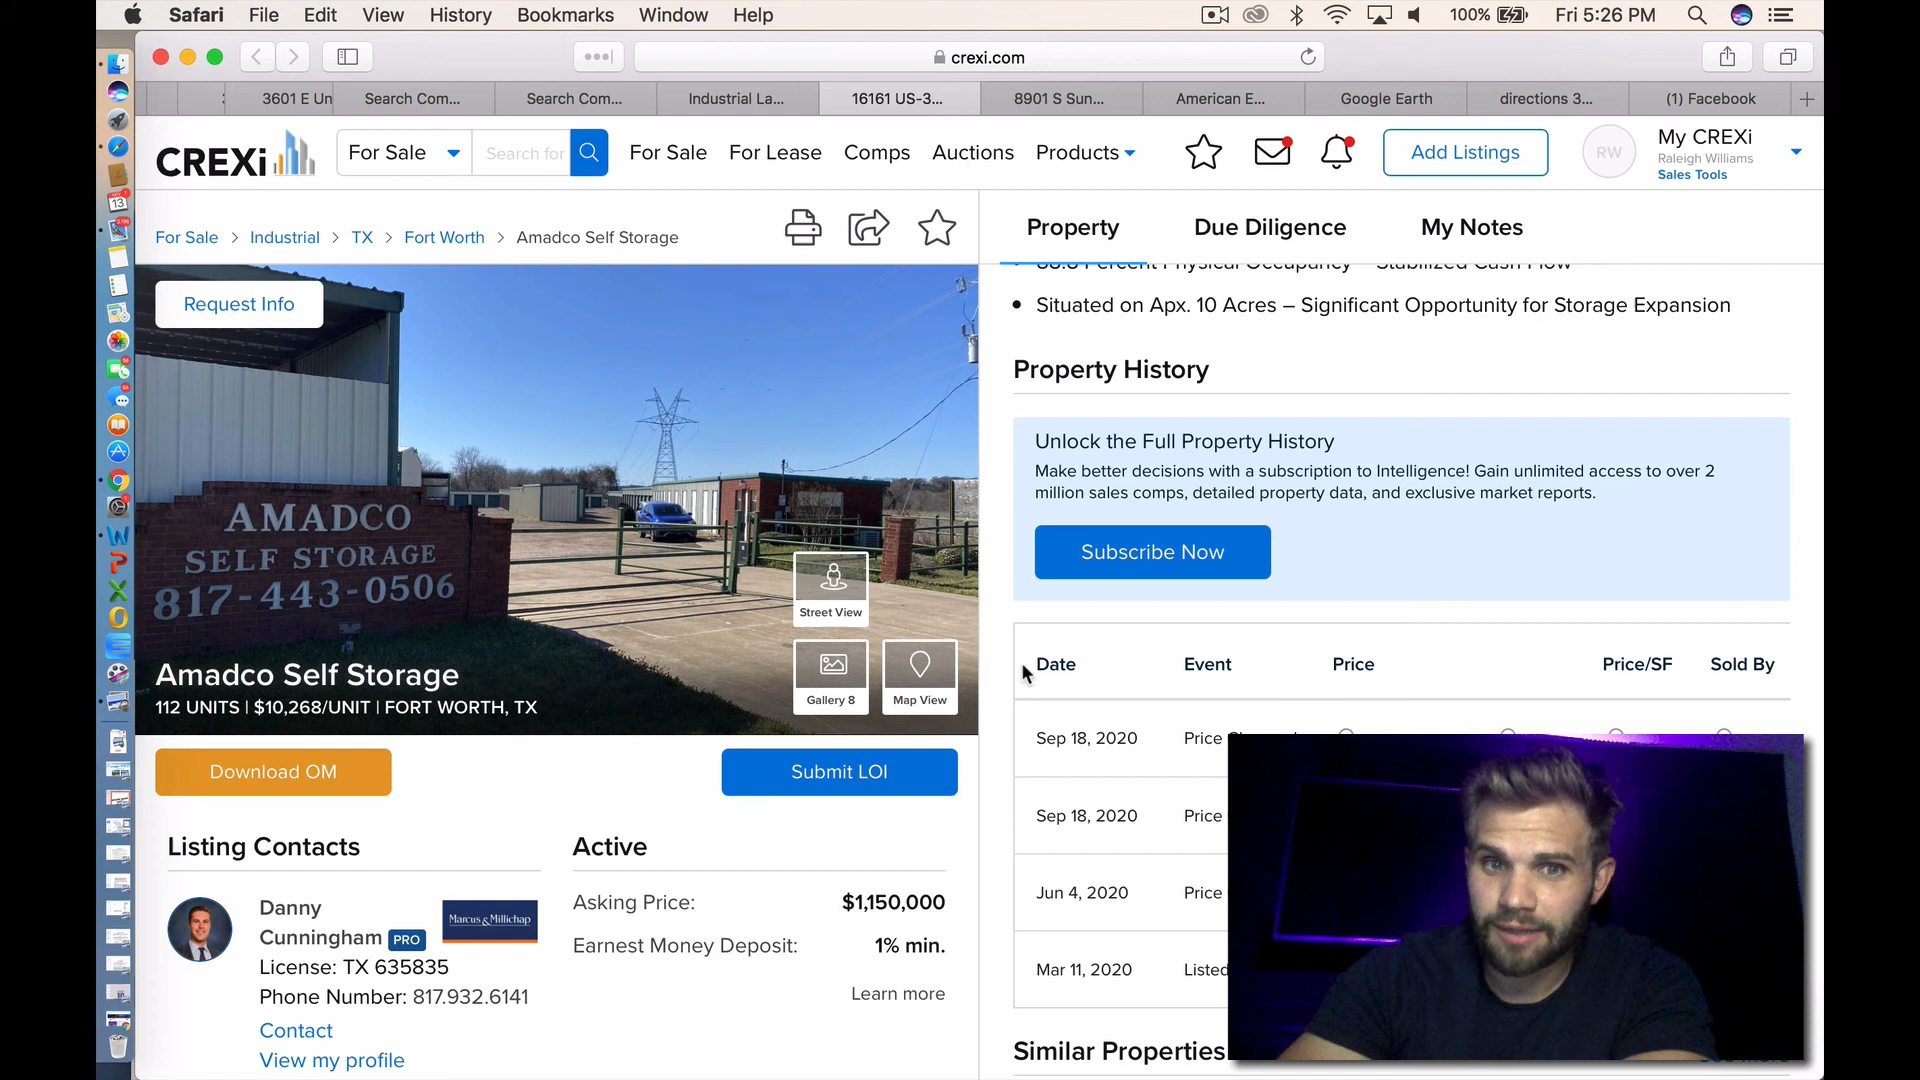 Safari File Edit View History Bookmarks Window Help
100% Fri 5:26 PM
crexi.com
3601 E Un Search Com... Search Com... Industrial La... 16161 US-3... 8901 S Sun... American E... Google Earth directions 3... (1) Facebook
CREXi
For Sale
Search for
For Sale For Lease Comps Auctions Products
Add Listings
RW
My CREXi
Raleigh Williams
Sales Tools
For Sale > Industrial > TX > Fort Worth > Amadco Self Storage
Request Info
AMADCO
SELF STORAGE
817-443-0506
Street View
Gallery 8
Map View
Amadco Self Storage
112 UNITS | $10,268/UNIT | FORT WORTH, TX
Download OM
Submit LOI
Listing Contacts
Danny
Cunningham PRO
Marcus & Millichap
License: TX 635835
Phone Number: 817.932.6141
Contact
View my profile
Active
Asking Price: $1,150,000
Earnest Money Deposit: 1% min.
Learn more
Property Due Diligence My Notes
Percent Physical Occupancy – Stabilized Cash Flow
• Situated on Apx. 10 Acres – Significant Opportunity for Storage Expansion
Property History
Unlock the Full Property History
Make better decisions with a subscription to Intelligence! Gain unlimited access to over 2
million sales comps, detailed property data, and exclusive market reports.
Subscribe Now
Date Event Price Price/SF Sold By
Sep 18, 2020 Price
Sep 18, 2020 Price
Jun 4, 2020 Price
Mar 11, 2020 Listed
Similar Properties